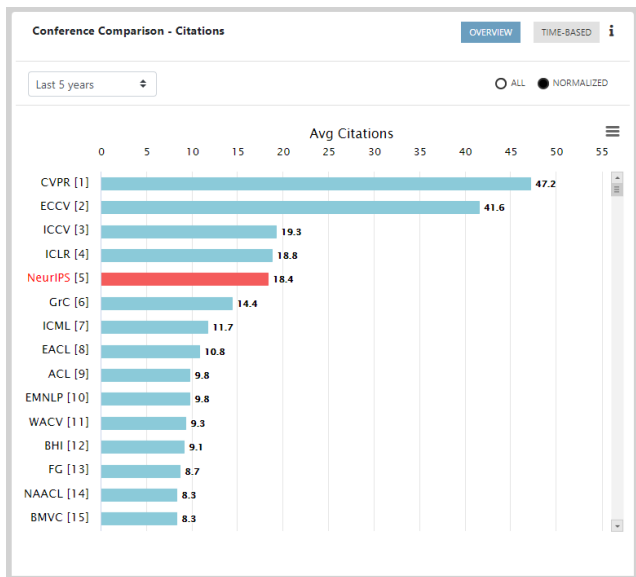 Conference Comparison - Citations
OVERVIEW TIME-BASED i
Last 5 years
ALL NORMALIZED
Avg Citations
0 5 10 15 20 25 30 35 40 45 50 55
CVPR [1] 47.2
ECCV [2] 41.6
ICCV [3] 19.3
ICLR [4] 18.8
NeurIPS [5] 18.4
GrC [6] 14.4
ICML [7] 11.7
EACL [8] 10.8
ACL [9] 9.8
EMNLP [10] 9.8
WACV [11] 9.3
BHI [12] 9.1
FG [13] 8.7
NAACL [14] 8.3
BMVC [15] 8.3